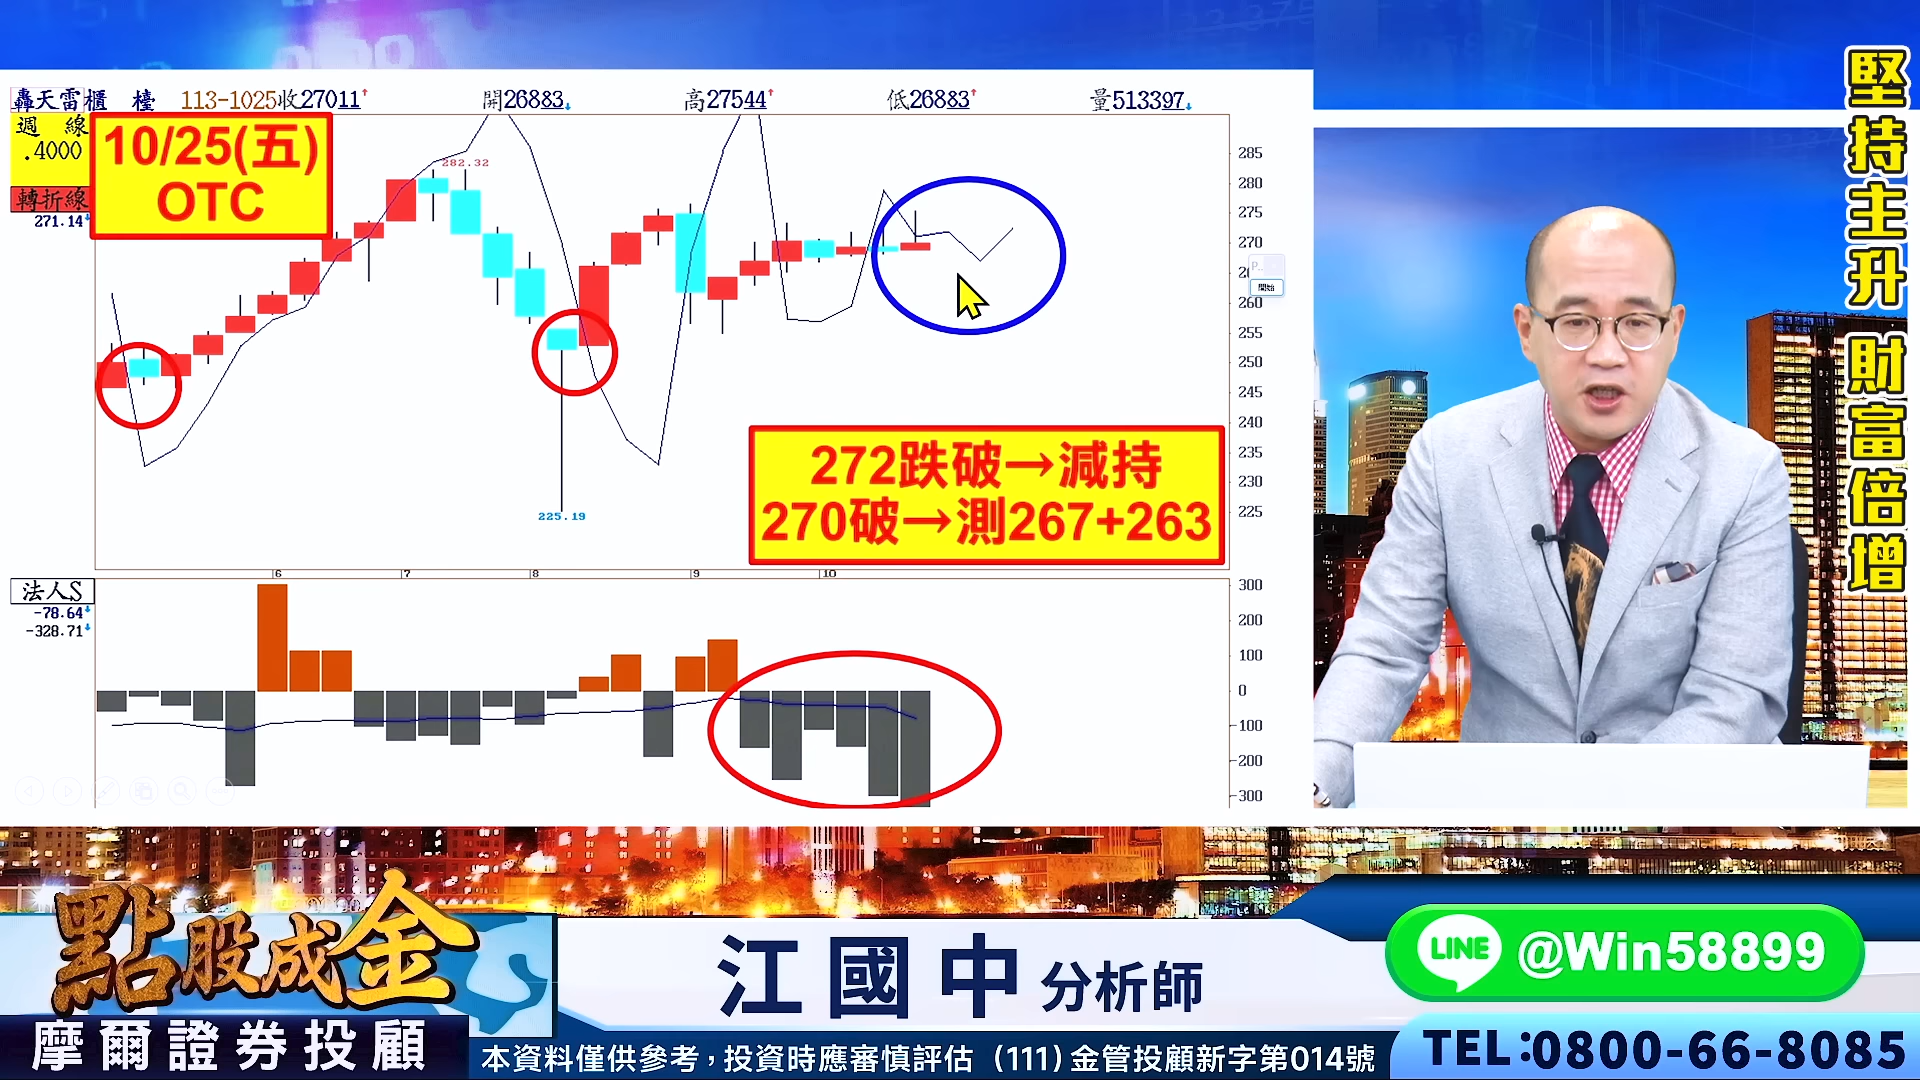 轟天雷櫃 檯 113-1025收27011 開26883 高27544 低26883 量513397
週 線
.4000
轉折線
271.14
10/25(五)
OTC
282.32
225.19
285
280
275
270
260
255
250
245
240
235
230
225
開始
272跌破→減持
270破→測267+263
6 7 8 9 10
法人S
-78.64
-328.71
300
200
100
0
-100
-200
-300
堅持主升 財富倍增
點股成金
摩爾證券投顧
江國中 分析師
本資料僅供參考，投資時應審慎評估 (111) 金管投顧新字第014號
LINE @Win58899
TEL:0800-66-8085